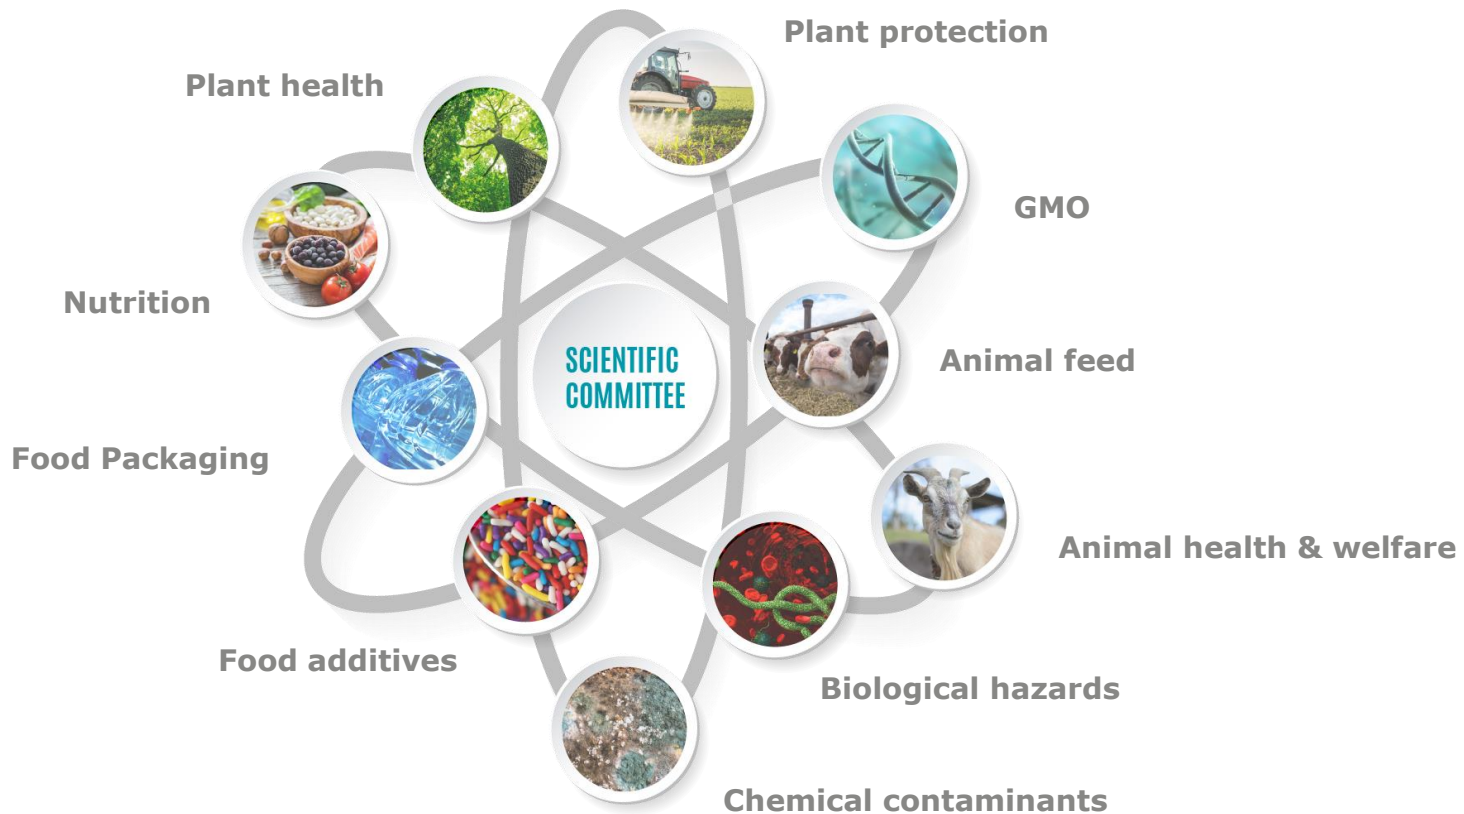 Plant protection
Plant health
GMO
Nutrition
SCIENTIFIC
COMMITTEE
Animal feed
Food Packaging
Animal health & welfare
Food additives
Biological hazards
Chemical contaminants